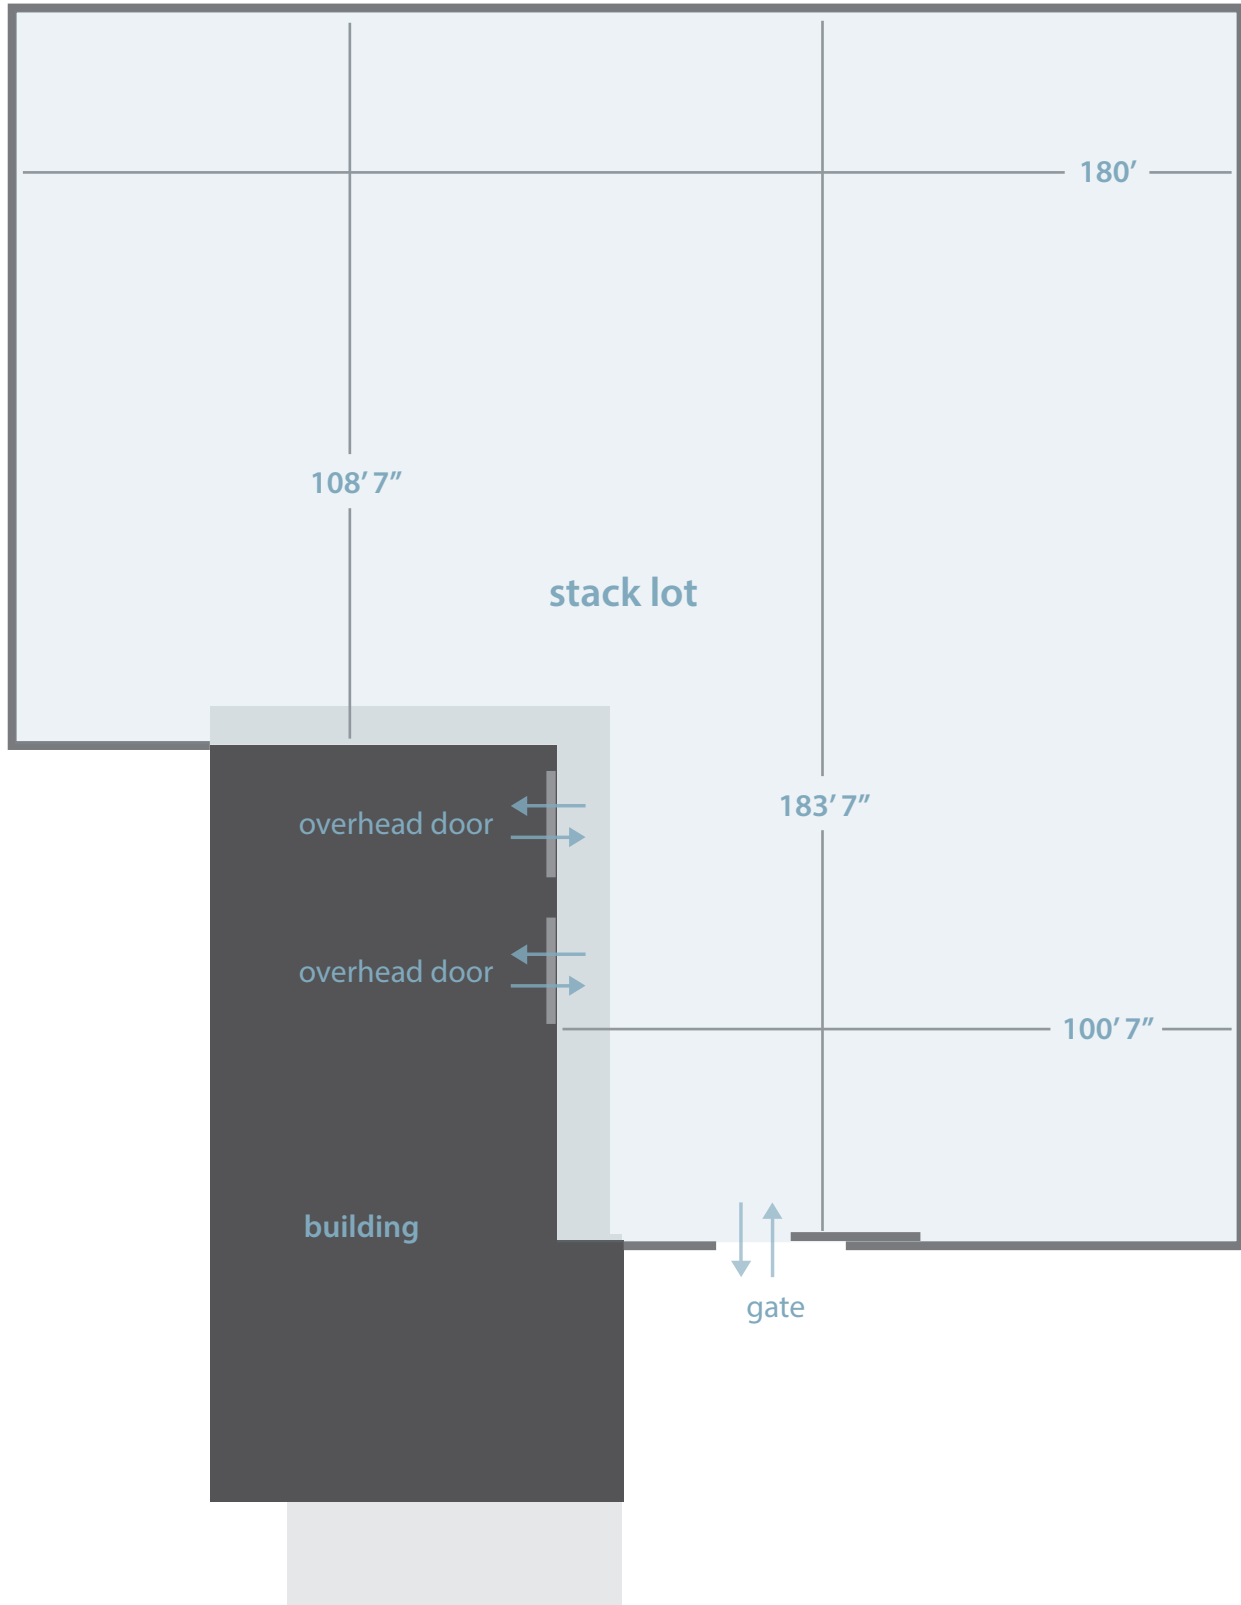 180′
108′ 7″
stack lot
183′ 7″
overhead door
overhead door
100′ 7″
building
gate